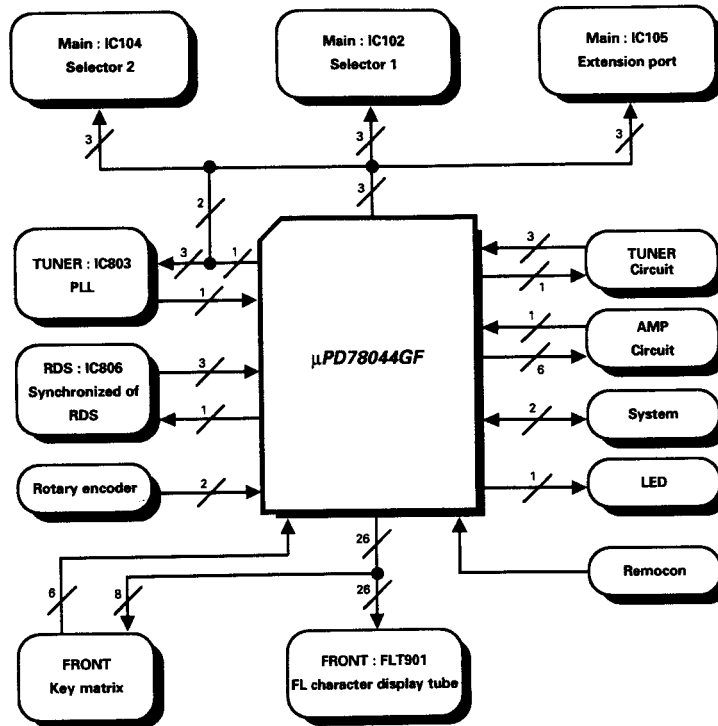 Main : IC104
Selector 2
Main : IC102
Selector 1
Main : IC105
Extension port
3
3
3
3
2
3
1
TUNER : IC803
PLL
1
3
TUNER
Circuit
1
μPD78044GF
1
AMP
Circuit
6
RDS : IC806
Synchronized of
RDS
3
1
2
System
Rotary encoder
2
1
LED
26
Remocon
6
8
26
FRONT
Key matrix
FRONT : FLT901
FL character display tube